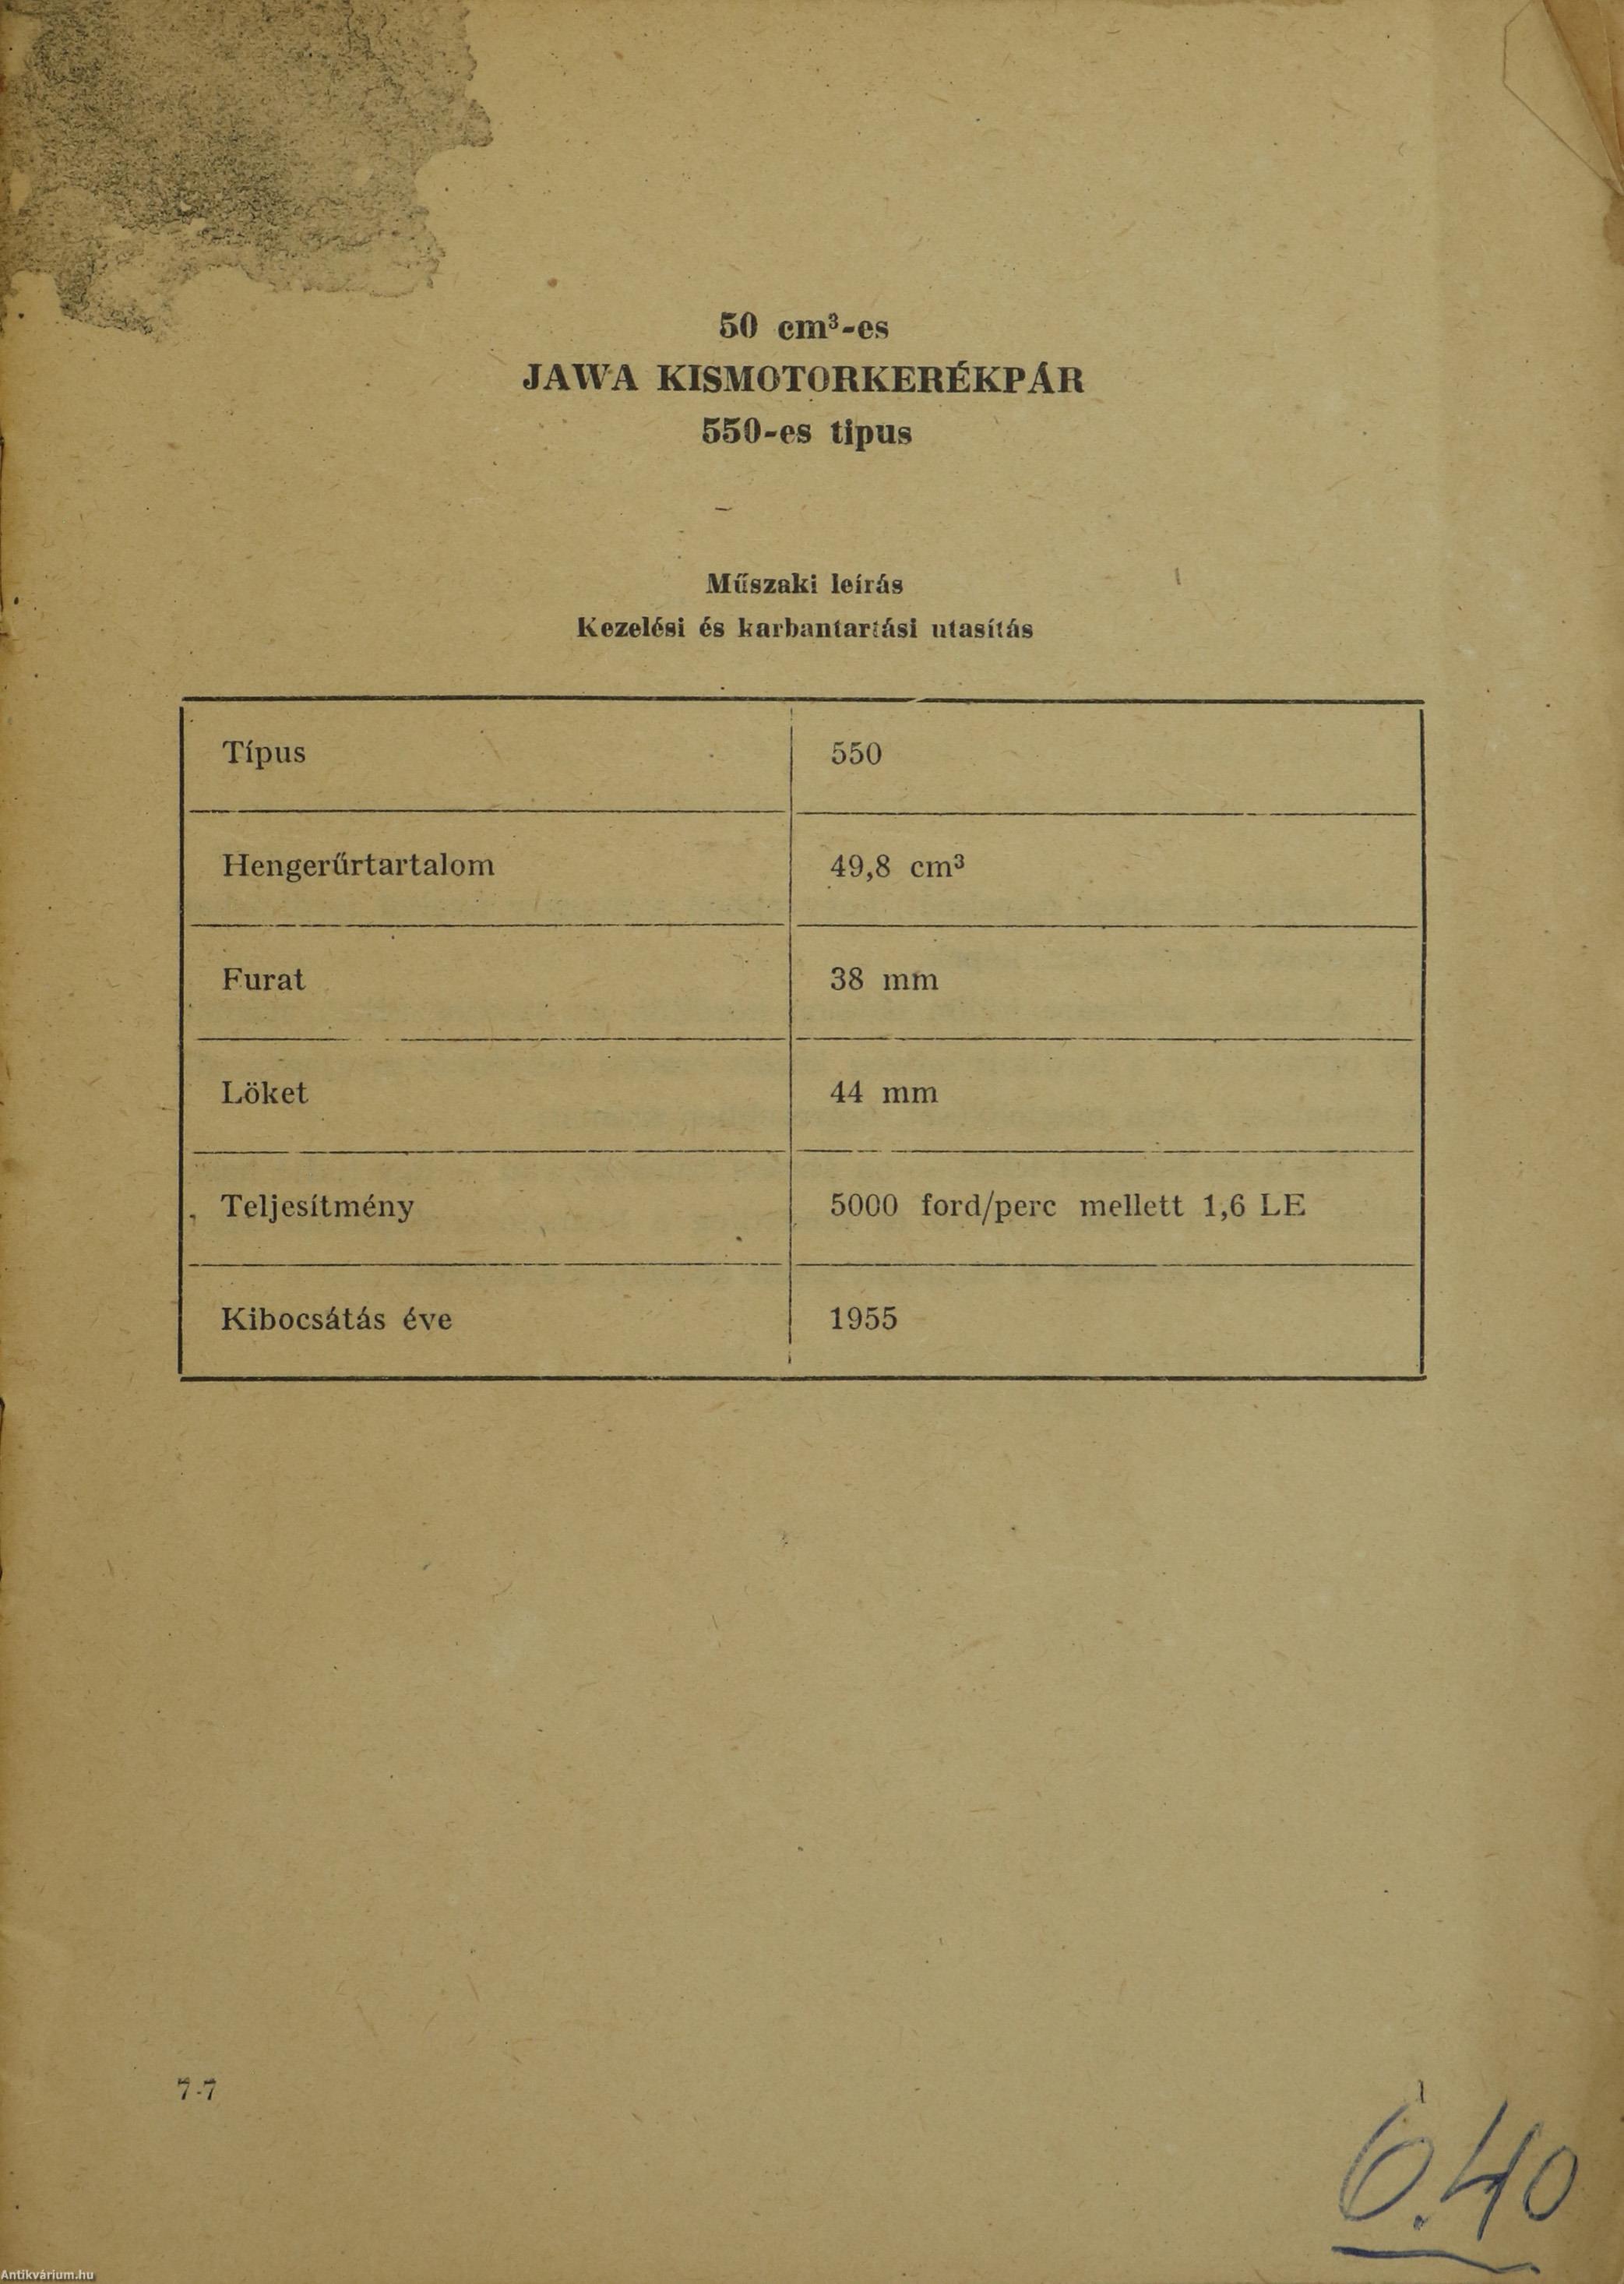 50 cm³-es
JAWA KISMOTORKERÉKPÁR
550-es tipus
Műszaki leírás
Kezelési és karbantartási utasítás
Típus 550
Hengerűrtartalom 49,8 cm³
Furat 38 mm
Löket 44 mm
Teljesítmény 5000 ford/perc mellett 1,6 LE
Kibocsátás éve 1955
7-7
1
6.40
Antikvárium.hu